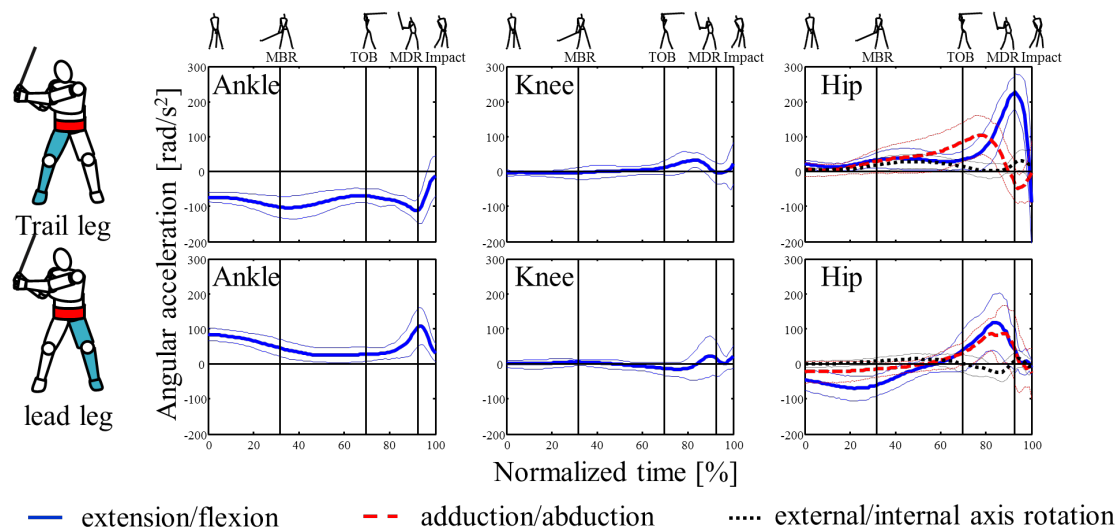 MBR TOB MDR Impact MBR TOB MDR Impact MBR TOB MDR Impact
300 Ankle 300 Knee 300 Hip
200 200 200
100 100 100
0 0 0
-100 -100 -100
-200 -200 -200
Trail leg
300 Ankle 300 Knee 300 Hip
200 200 200
100 100 100
0 0 0
-100 -100 -100
-200 -200 -200
lead leg
0 20 40 60 80 100 0 20 40 60 80 100 0 20 40 60 80 100
Angular acceleration [rad/s²]
Normalized time [%]
extension/flexion adduction/abduction external/internal axis rotation